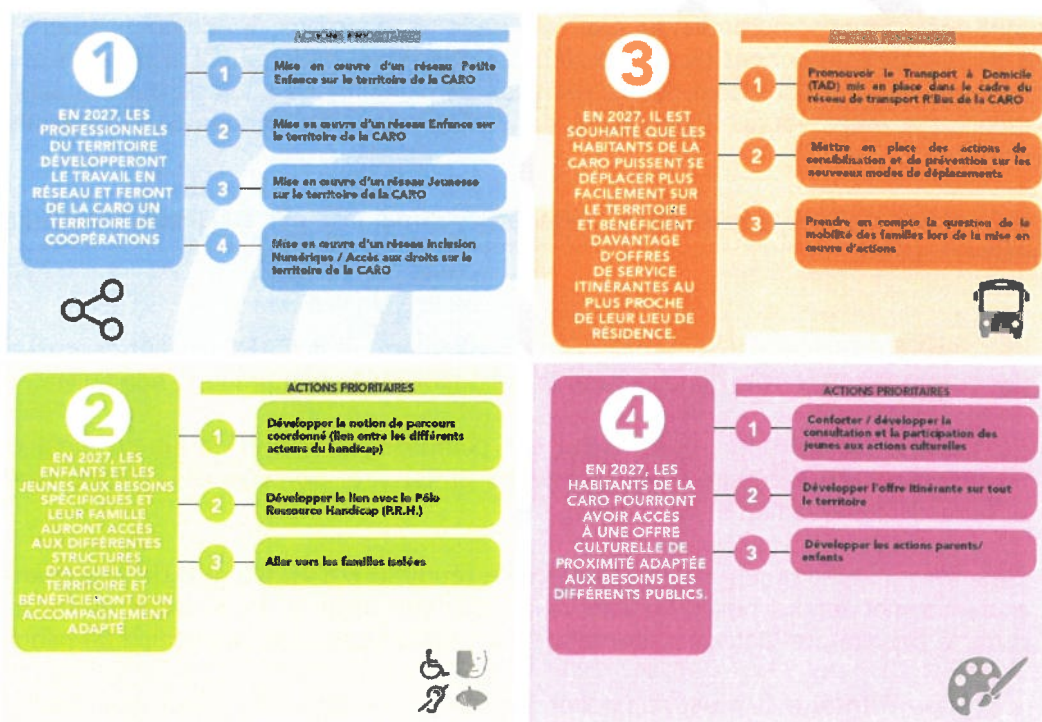 1
EN 2027, LES
PROFESSIONNELS
DU TERRITOIRE
DÉVELOPPERONT
LE TRAVAIL EN
RÉSEAU ET FERONT
DE LA CARO UN
TERRITOIRE DE
COOPÉRATIONS
ACTIONS PRIORITAIRES
1
Mise en œuvre d'un réseau Petite
Enfance sur le territoire de la CARO
2
Mise en œuvre d'un réseau Enfance sur
le territoire de la CARO
3
Mise en œuvre d'un réseau Jeunesse
sur le territoire de la CARO
4
Mise en œuvre d'un réseau Inclusion
Numérique / Accès aux droits sur le
territoire de la CARO
3
EN 2027, IL EST
SOUHAITÉ QUE LES
HABITANTS DE LA
CARO PUISSENT SE
DÉPLACER PLUS
FACILEMENT SUR
LE TERRITOIRE
ET BÉNÉFICIENT
DAVANTAGE
D'OFFRES
DE SERVICE
ITINÉRANTES AU
PLUS PROCHE
DE LEUR LIEU DE
RÉSIDENCE.
ACTIONS PRIORITAIRES
1
Promouvoir le Transport à Domicile
(TAD) mis en place dans le cadre du
réseau de transport R'Bus de la CARO
2
Mettre en place des actions de
sensibilisation et de prévention sur les
nouveaux modes de déplacements
3
Prendre en compte la question de la
mobilité des familles lors de la mise en
œuvre d'actions
2
EN 2027, LES
ENFANTS ET LES
JEUNES AUX BESOINS
SPÉCIFIQUES ET
LEUR FAMILLE
AURONT ACCÈS
AUX DIFFÉRENTES
STRUCTURES
D'ACCUEIL DU
TERRITOIRE ET
BÉNÉFICIERONT D'UN
ACCOMPAGNEMENT
ADAPTÉ
ACTIONS PRIORITAIRES
1
Développer la notion de parcours
coordonné (lien entre les différents
acteurs du handicap)
2
Développer le lien avec le Pôle
Ressource Handicap (P.R.H.)
3
Aller vers les familles isolées
4
EN 2027, LES
HABITANTS DE LA
CARO POURRONT
AVOIR ACCÈS
À UNE OFFRE
CULTURELLE DE
PROXIMITÉ ADAPTÉE
AUX BESOINS DES
DIFFÉRENTS PUBLICS.
ACTIONS PRIORITAIRES
1
Conforter / développer la
consultation et la participation des
jeunes aux actions culturelles
2
Développer l'offre itinérante sur tout
le territoire
3
Développer les actions parents/
enfants